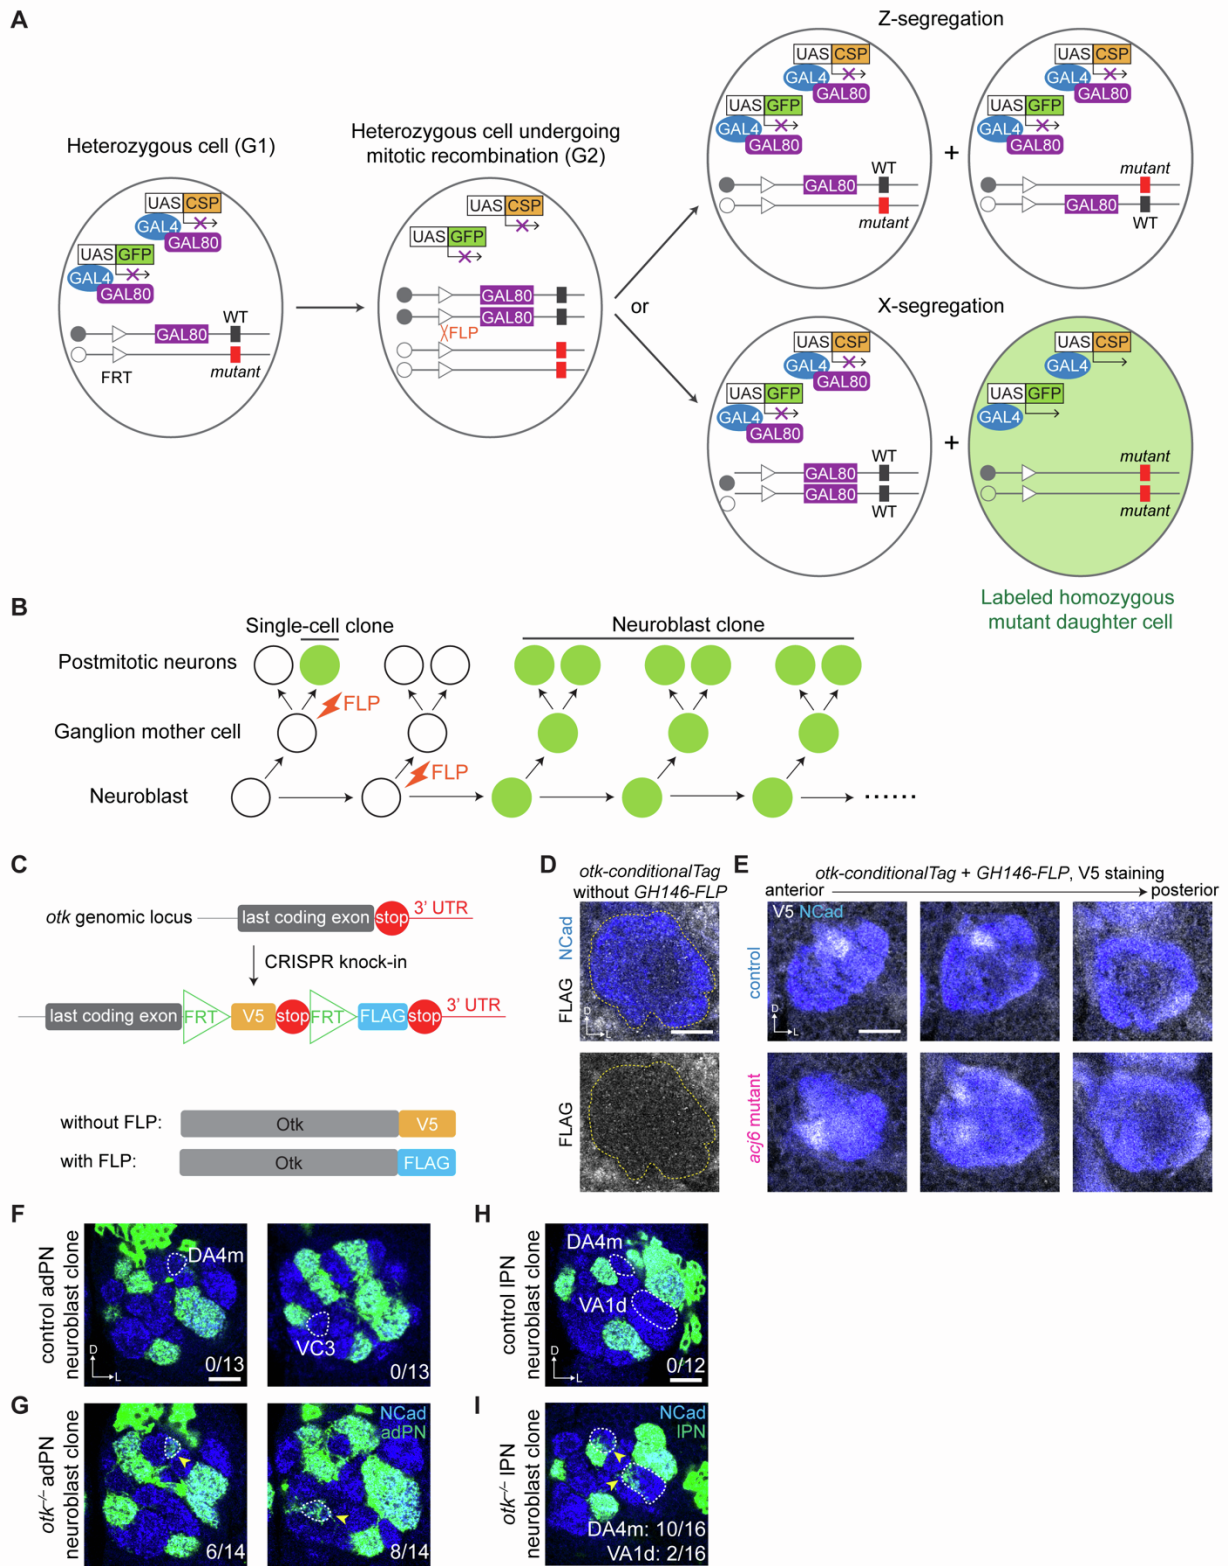 A
Z-segregation
UAS CSP
GAL4
GAL80
UAS GFP
GAL4
GAL80
WT
GAL80
mutant
+
UAS CSP
GAL4
GAL80
UAS GFP
GAL4
GAL80
mutant
GAL80
WT
Heterozygous cell (G1)
UAS CSP
GAL4
GAL80
UAS GFP
GAL4
GAL80
WT
GAL80
FRT
mutant
Heterozygous cell undergoing
mitotic recombination (G2)
UAS CSP
UAS GFP
GAL80
GAL80
FLP
or
X-segregation
UAS CSP
GAL4
GAL80
UAS GFP
GAL4
GAL80
WT
GAL80
GAL80
WT
+
UAS CSP
GAL4
UAS GFP
GAL4
mutant
mutant
Labeled homozygous
mutant daughter cell
B
Single-cell clone
Neuroblast clone
Postmitotic neurons
FLP
Ganglion mother cell
FLP
Neuroblast
......
C
otk genomic locus
last coding exon
stop
3' UTR
CRISPR knock-in
last coding exon
FRT
V5
stop
FRT
FLAG
stop
3' UTR
without FLP:
Otk
V5
with FLP:
Otk
FLAG
D
otk-conditionalTag
without GH146-FLP
NCad
FLAG
D
L
FLAG
E
otk-conditionalTag + GH146-FLP, V5 staining
anterior
posterior
V5 NCad
control
D
L
acj6 mutant
F
control adPN
neuroblast clone
DA4m
D
L
0/13
VC3
0/13
G
otk–/– adPN
neuroblast clone
6/14
NCad
adPN
8/14
H
control lPN
neuroblast clone
DA4m
VA1d
D
L
0/12
I
otk–/– lPN
neuroblast clone
NCad
lPN
DA4m: 10/16
VA1d: 2/16